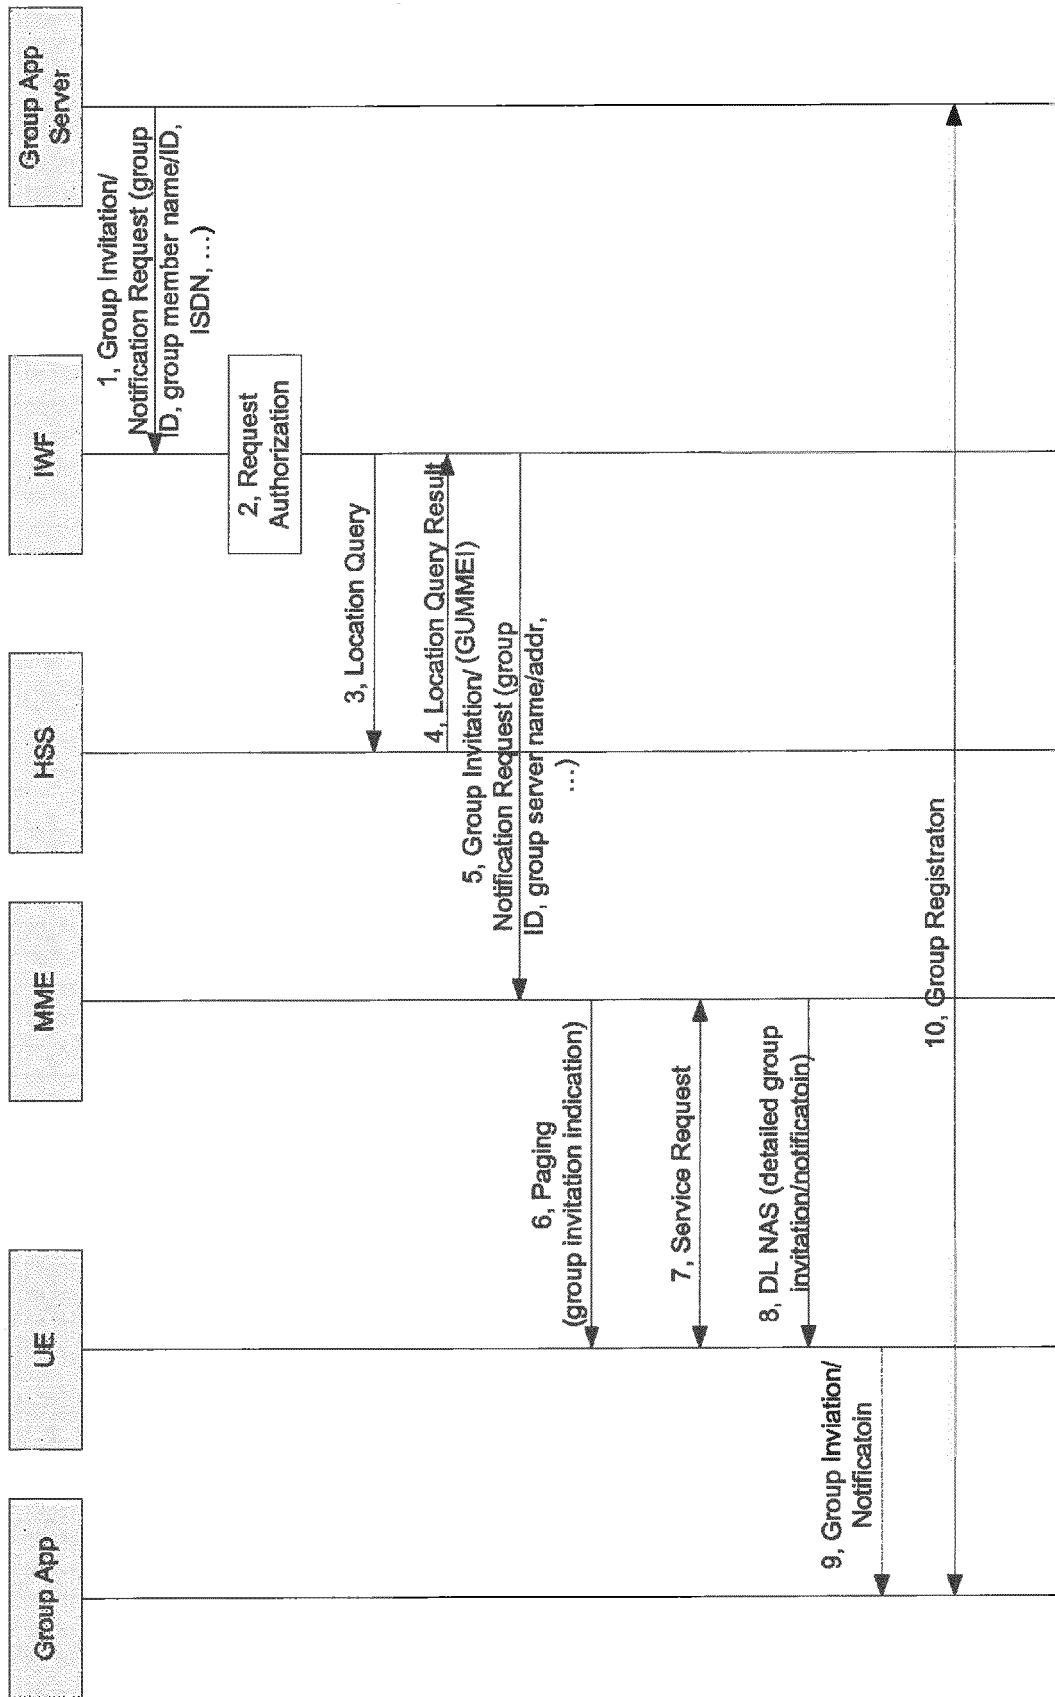 Group App
UE
MME
HSS
IWF
Group App
Server
1, Group Invitation/
Notification Request (group
ID, group member name/ID,
ISDN, ...)
2, Request
Authorization
3, Location Query
4, Location Query Result
(GUMMEI)
5, Group Invitation/
Notification Request (group
ID, group server name/addr,
...)
6, Paging
(group invitation indication)
7, Service Request
8, DL NAS (detailed group
invitation/notificatoin)
9, Group Inviation/
Notificatoin
10, Group Registraton